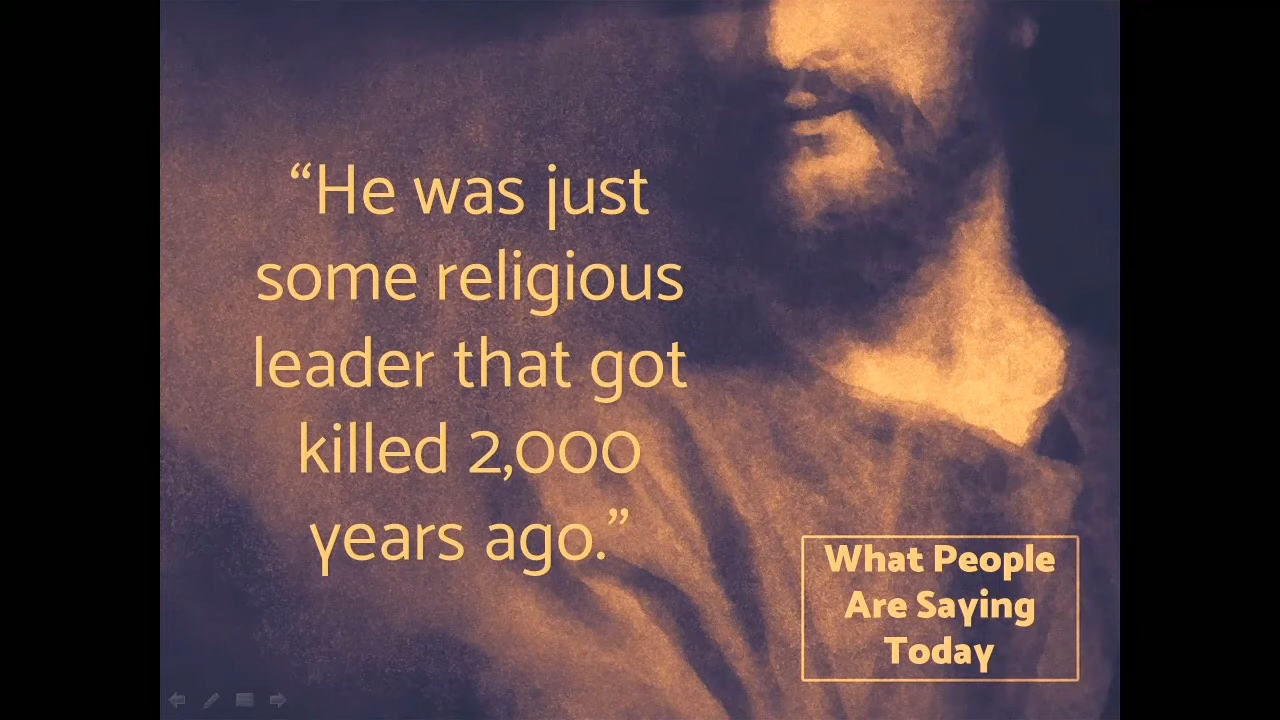 “He was just
some religious
leader that got
killed 2,000
years ago.”
What People
Are Saying
Today